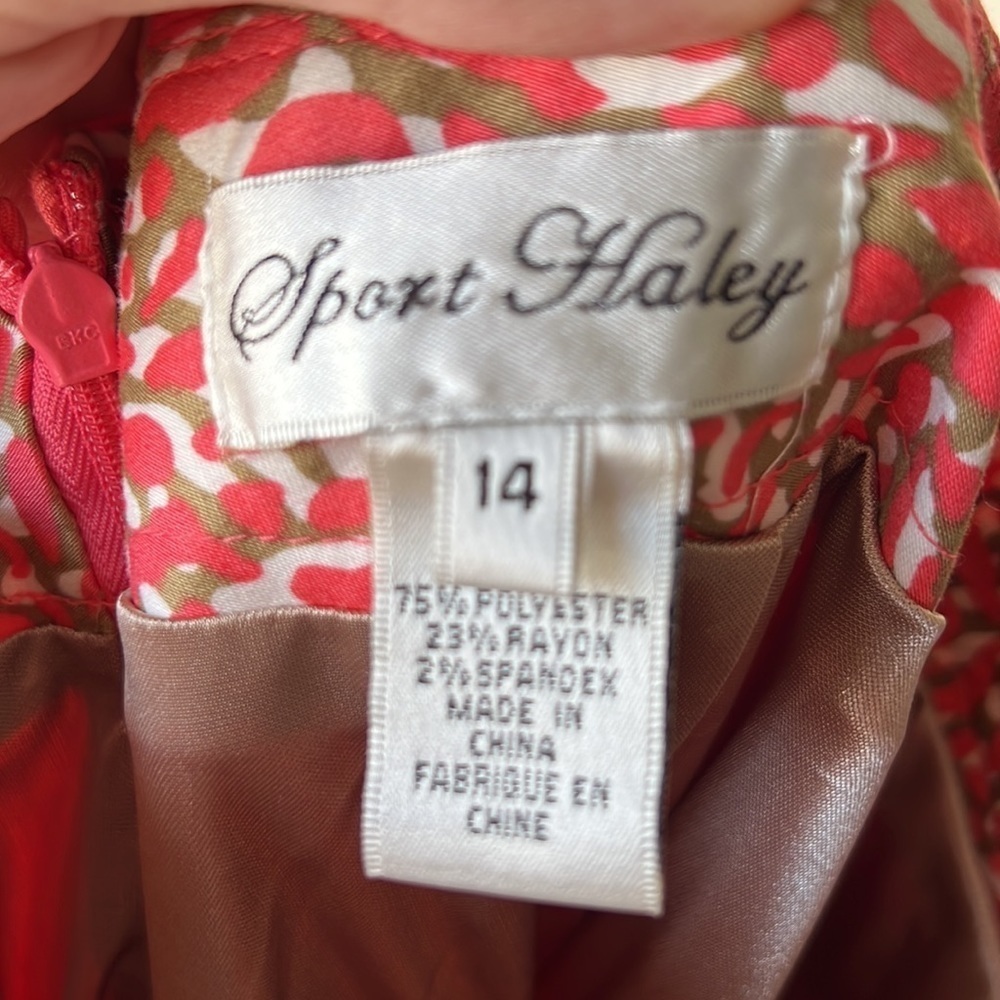 Sport Haley
14
75% POLYESTER
23% RAYON
2% SPANDEX
MADE IN
CHINA
FABRIQUE EN
CHINE